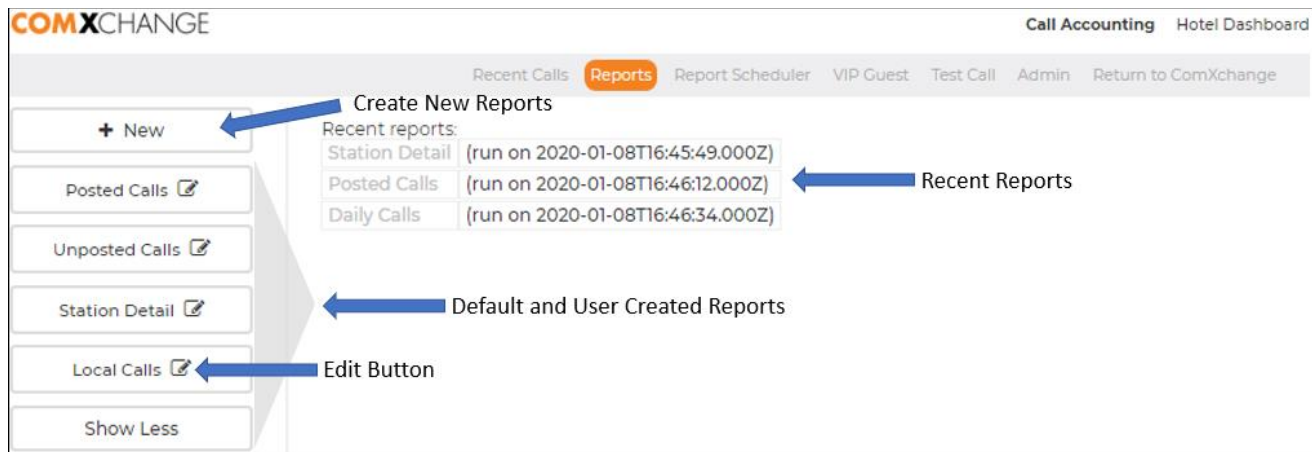 COMXCHANGE
Call Accounting Hotel Dashboard
Recent Calls Reports Report Scheduler VIP Guest Test Call Admin Return to ComXchange
Create New Reports
+ New
Recent reports:
Station Detail (run on 2020-01-08T16:45:49.000Z)
Posted Calls (run on 2020-01-08T16:46:12.000Z)
Daily Calls (run on 2020-01-08T16:46:34.000Z)
Recent Reports
Posted Calls
Unposted Calls
Station Detail
Default and User Created Reports
Local Calls
Edit Button
Show Less